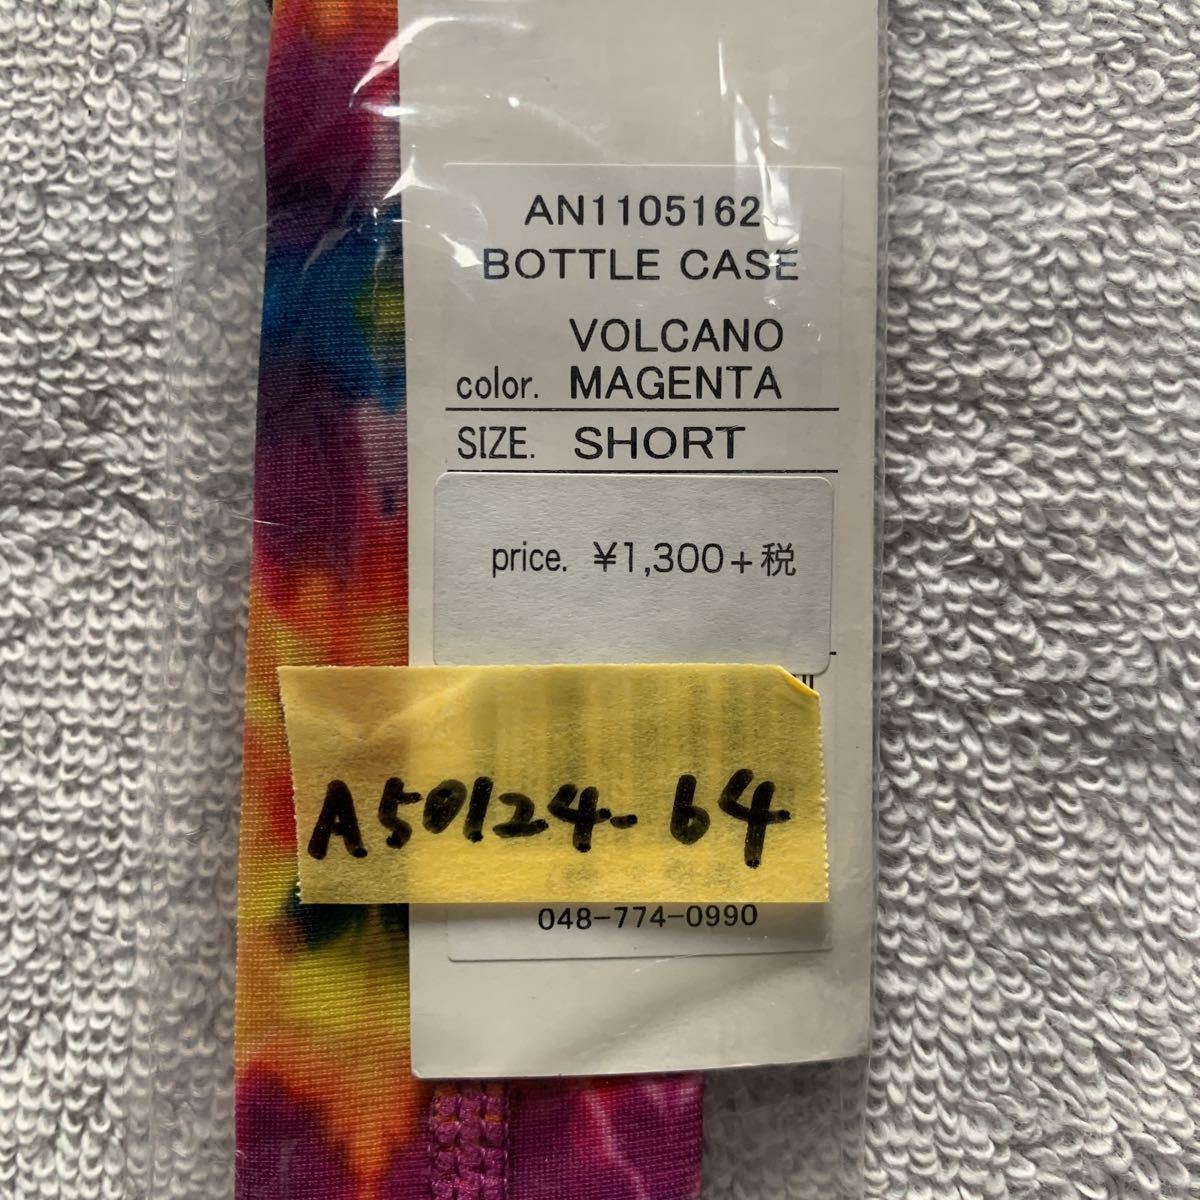 AN1105162
BOTTLE CASE
VOLCANO
color. MAGENTA
SIZE. SHORT
price. ¥1,300+税
A50124-64
048-774-0990